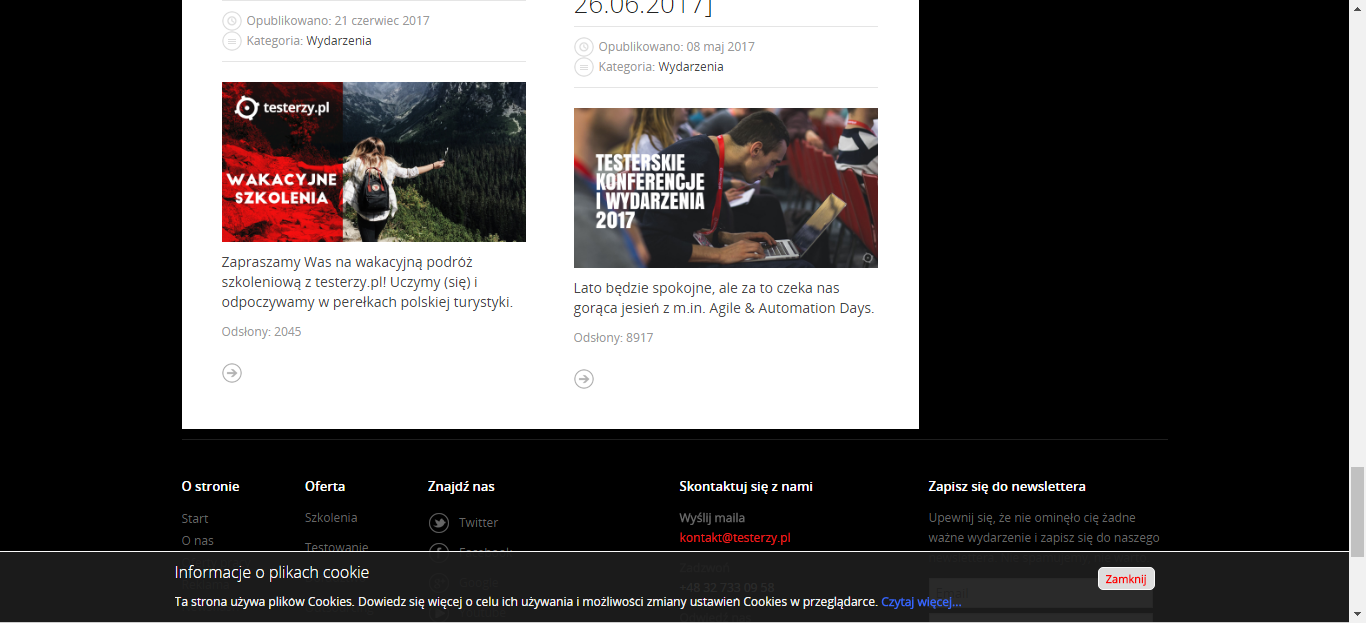 Opublikowano: 21 czerwiec 2017
Kategoria: Wydarzenia
testerzy.pl
WAKACYJNE
SZKOLENIA
Zapraszamy Was na wakacyjną podróż
szkoleniową z testerzy.pl! Uczymy (się) i
odpoczywamy w perełkach polskiej turystyki.
Odsłony: 2045
26.06.2017]
Opublikowano: 08 maj 2017
Kategoria: Wydarzenia
TESTERSKIE
KONFERENCJE
I WYDARZENIA
2017
Lato będzie spokojne, ale za to czeka nas
gorąca jesień z m.in. Agile & Automation Days.
Odsłony: 8917
O stronie
Start
O nas
Oferta
Szkolenia
Testowanie
Znajdź nas
Twitter
Facebook
Google
Skontaktuj się z nami
Wyślij maila
kontakt@testerzy.pl
Zadzwoń
+48 32 733 09 58
Zapisz się do newslettera
Upewnij się, że nie ominęło cię żadne
ważne wydarzenie i zapisz się do naszego
Email
Informacje o plikach cookie
Ta strona używa plików Cookies. Dowiedz się więcej o celu ich używania i możliwości zmiany ustawień Cookies w przeglądarce. Czytaj więcej...
Zamknij